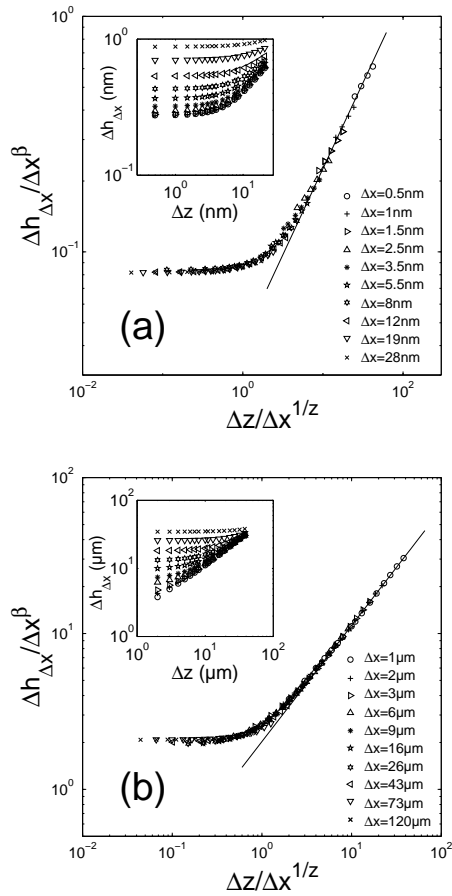 10^0
10^0
Δh_Δx (nm)
10^-1
10^0
10^1
Δz (nm)
Δh_Δx/Δx^β
10^-1
Δx=0.5nm
Δx=1nm
Δx=1.5nm
Δx=2.5nm
Δx=3.5nm
Δx=5.5nm
Δx=8nm
Δx=12nm
Δx=19nm
Δx=28nm
(a)
10^-2
10^0
10^2
Δz/Δx^1/z
10^2
10^2
Δh_Δx (μm)
10^1
10^0
10^0
10^1
10^2
Δz (μm)
Δh_Δx/Δx^β
10^1
10^0
Δx=1μm
Δx=2μm
Δx=3μm
Δx=6μm
Δx=9μm
Δx=16μm
Δx=26μm
Δx=43μm
Δx=73μm
Δx=120μm
(b)
10^-2
10^-1
10^0
10^1
10^2
Δz/Δx^1/z